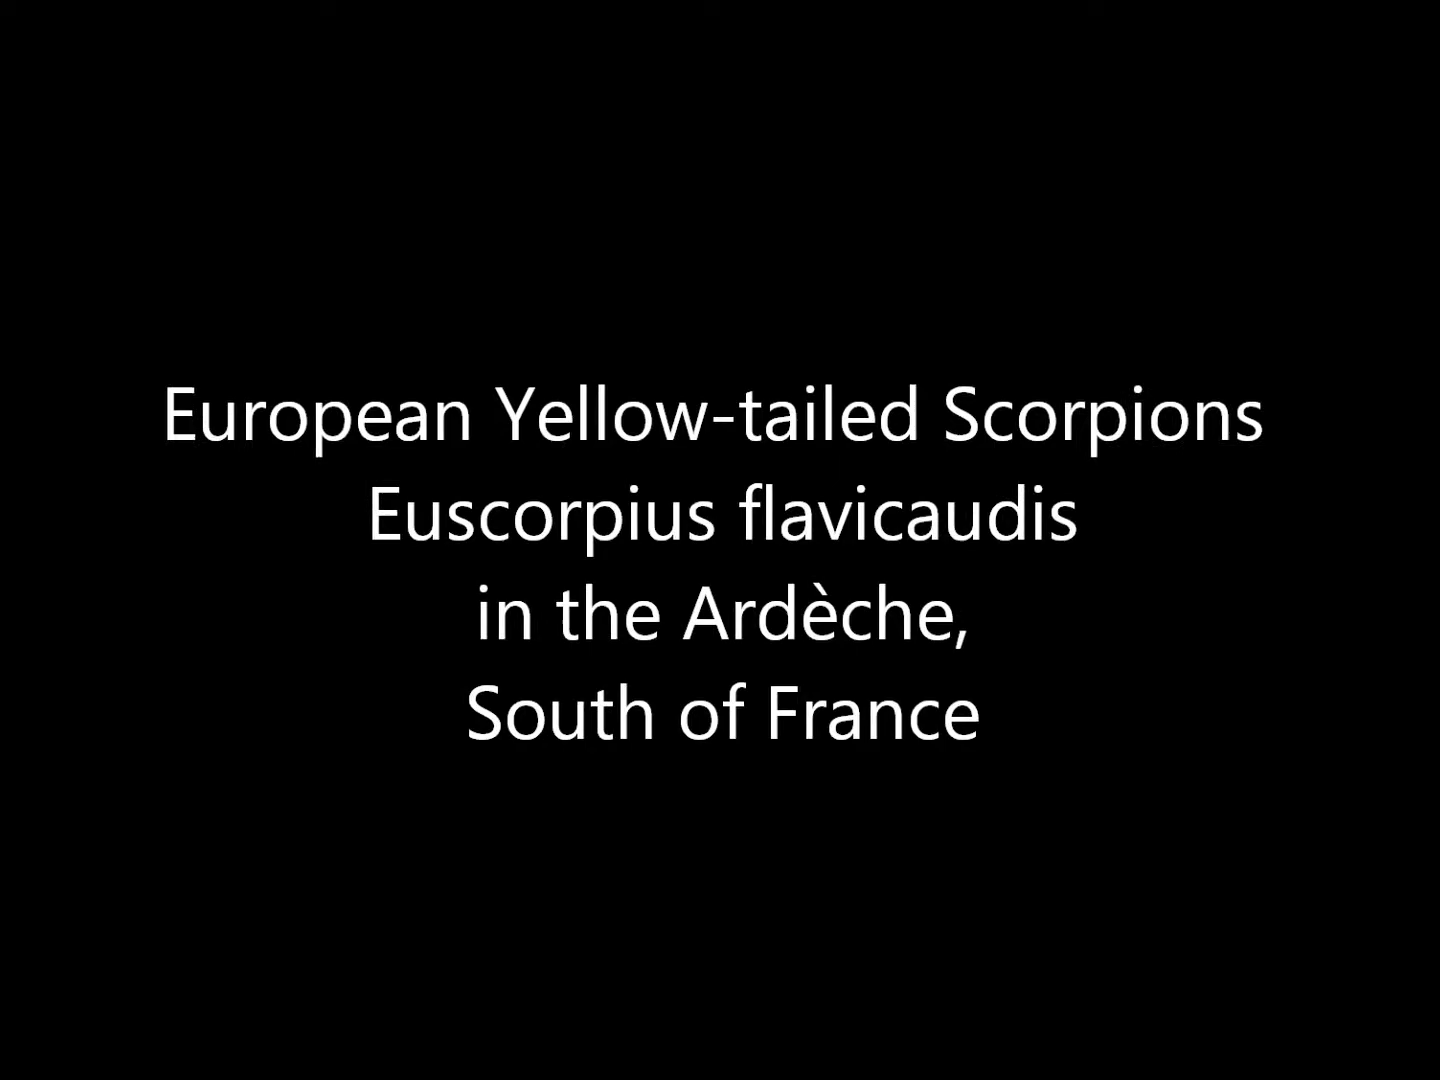 European Yellow-tailed Scorpions
Euscorpius flavicaudis
in the Ardèche,
South of France